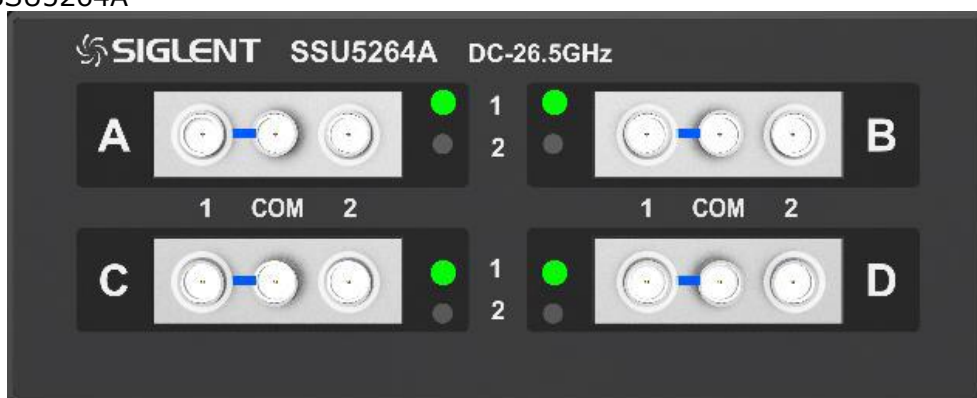 SSU5264A
SIGLENT SSU5264A DC-26.5GHz
A 1 B
2
1 COM 2 1 COM 2
C 1 D
2